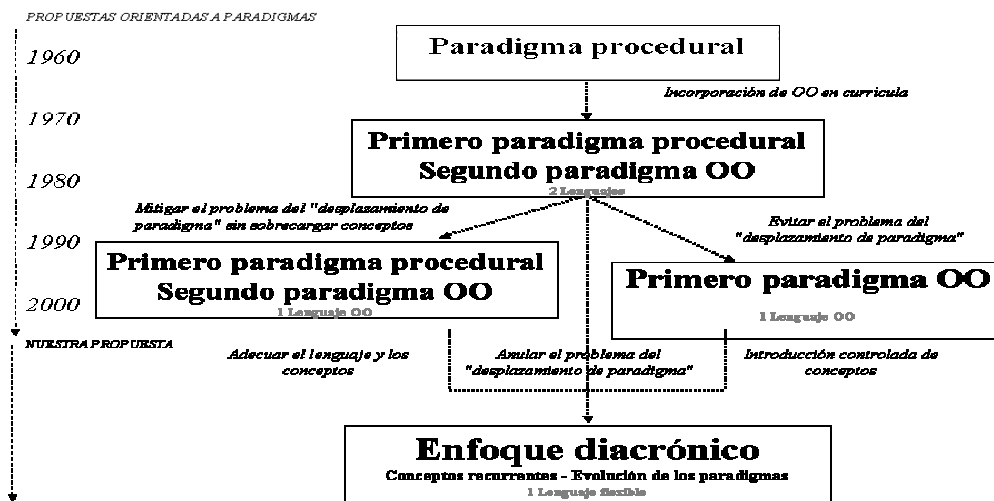 PROPUESTAS ORIENTADAS A PARADIGMAS
1960
Paradigma procedural
Incorporación de OO en curricula
1970
Primero paradigma procedural
Segundo paradigma OO
2 Lenguajes
1980
Mitigar el problema del "desplazamiento de
paradigma" sin sobrecargar conceptos
Evitar el problema del
"desplazamiento de paradigma"
1990
Primero paradigma procedural
Segundo paradigma OO
1 Lenguaje OO
Primero paradigma OO
1 Lenguaje OO
2000
NUESTRA PROPUESTA
Adecuar el lenguaje y los
conceptos
Anular el problema del
"desplazamiento de paradigma"
Introducción controlada de
conceptos
Enfoque diacrónico
Conceptos recurrentes - Evolución de los paradigmas
1 Lenguaje flexible